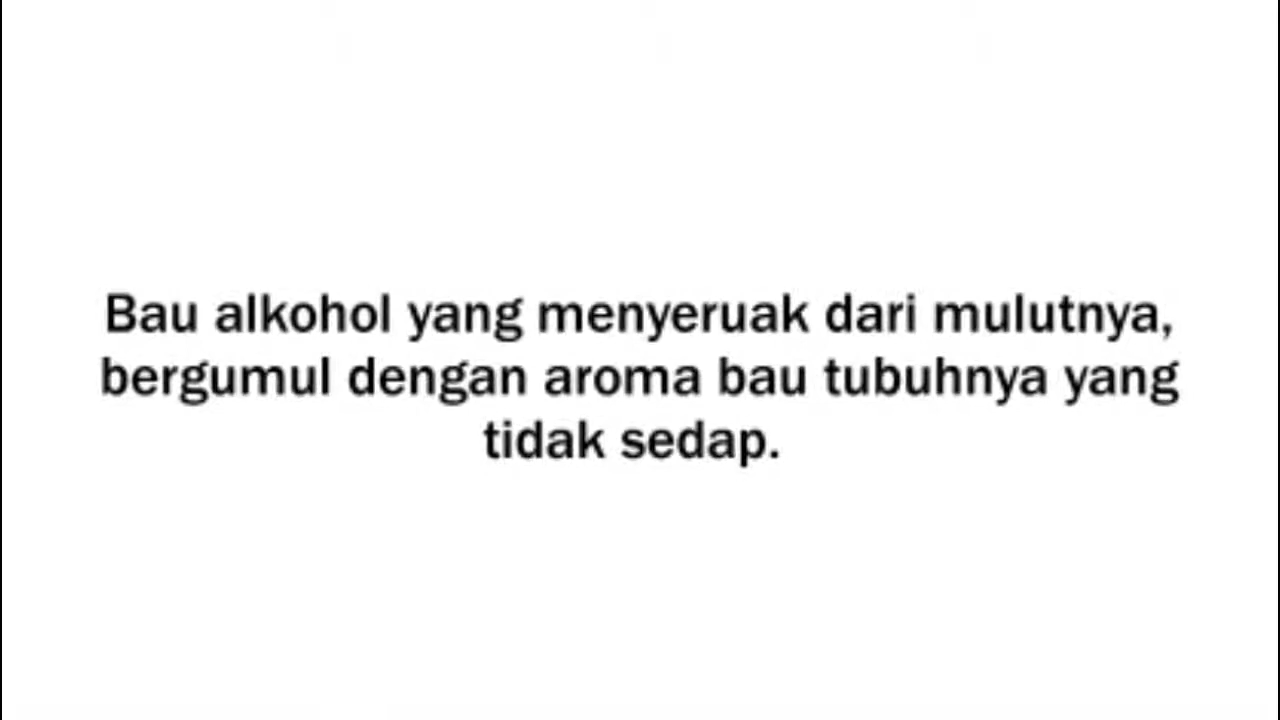 Bau alkohol yang menyeruak dari mulutnya,
bergumul dengan aroma bau tubuhnya yang
tidak sedap.